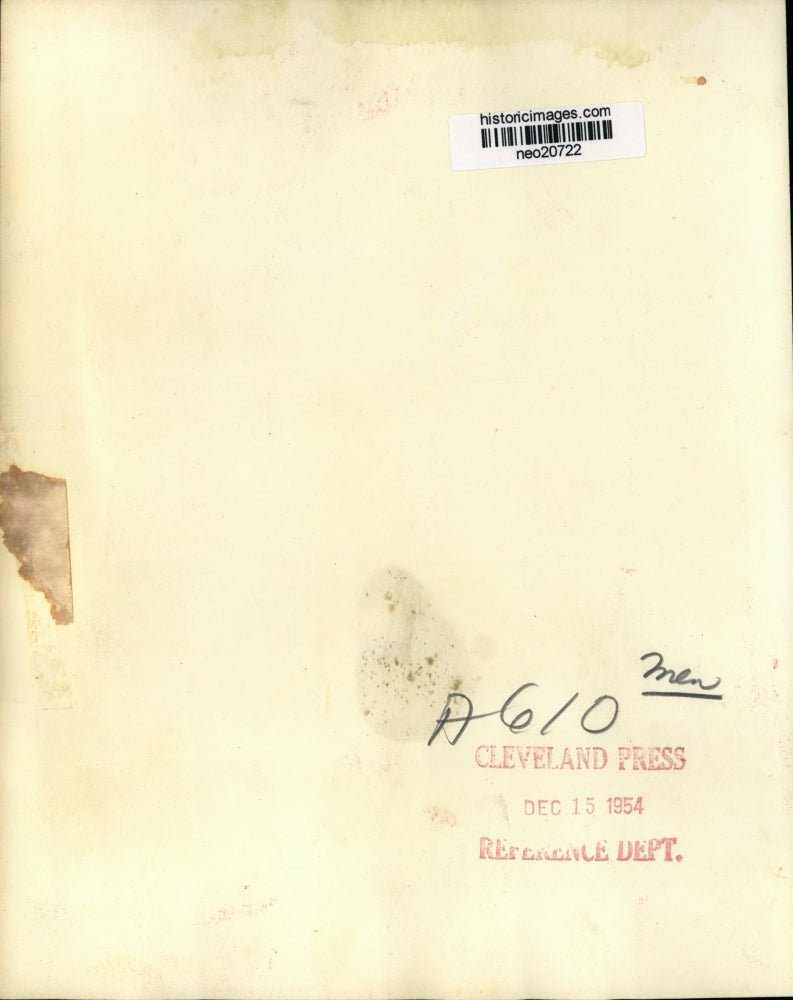 historicimages.com
neo20722
men
A610
CLEVELAND PRESS
DEC 15 1954
REFERENCE DEPT.